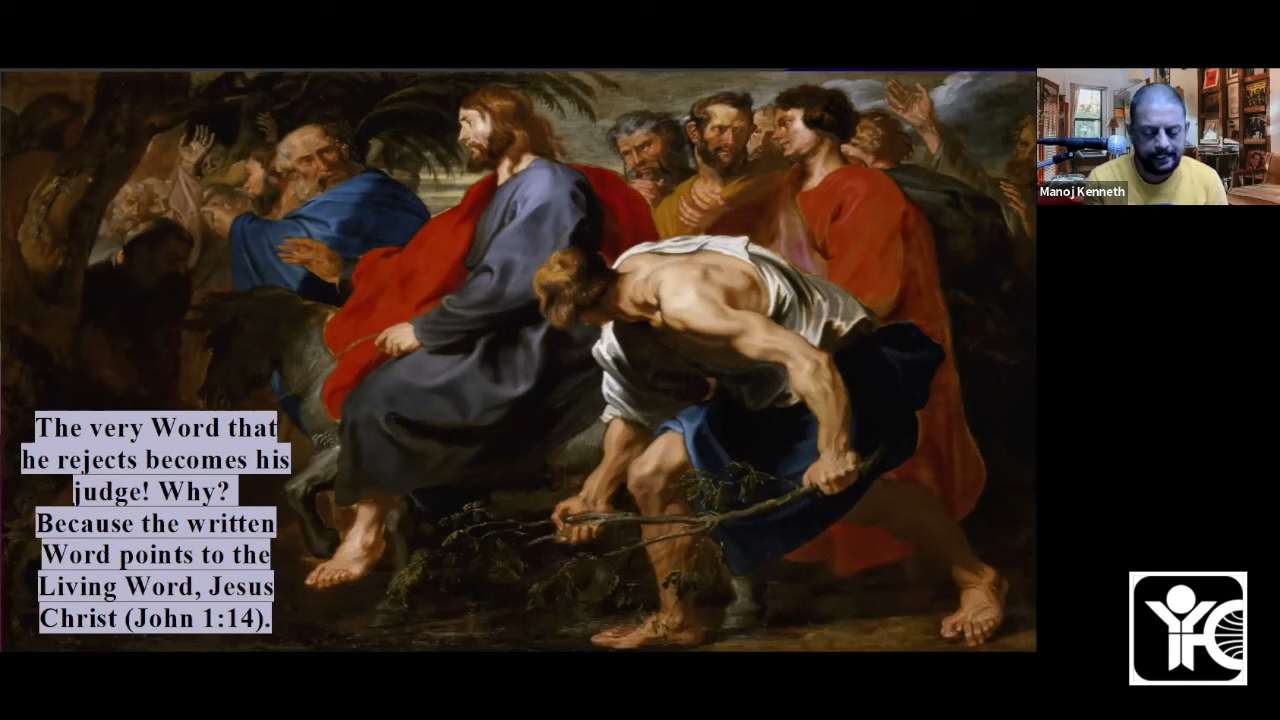 The very Word that
he rejects becomes his
judge! Why?
Because the written
Word points to the
Living Word, Jesus
Christ (John 1:14).
Manoj Kenneth
YFC